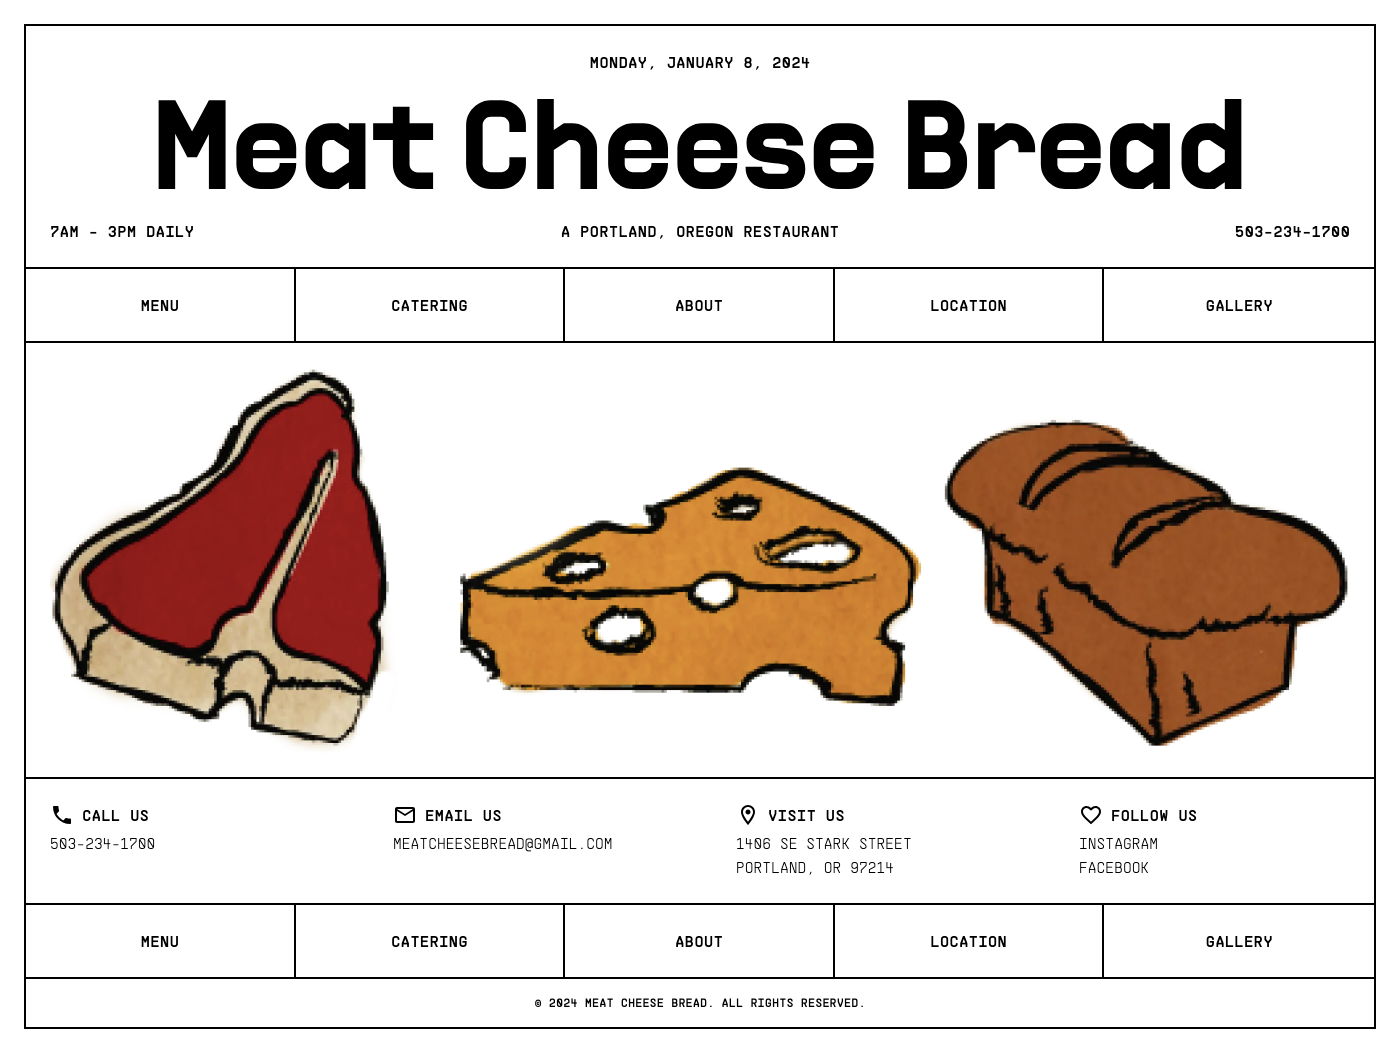 MONDAY, JANUARY 8, 2024
Meat Cheese Bread
7AM - 3PM DAILY
A PORTLAND, OREGON RESTAURANT
503-234-1700
MENU
CATERING
ABOUT
LOCATION
GALLERY
CALL US
503-234-1700
EMAIL US
MEATCHEESEBREAD@GMAIL.COM
VISIT US
1406 SE STARK STREET
PORTLAND, OR 97214
FOLLOW US
INSTAGRAM
FACEBOOK
MENU
CATERING
ABOUT
LOCATION
GALLERY
© 2024 MEAT CHEESE BREAD. ALL RIGHTS RESERVED.